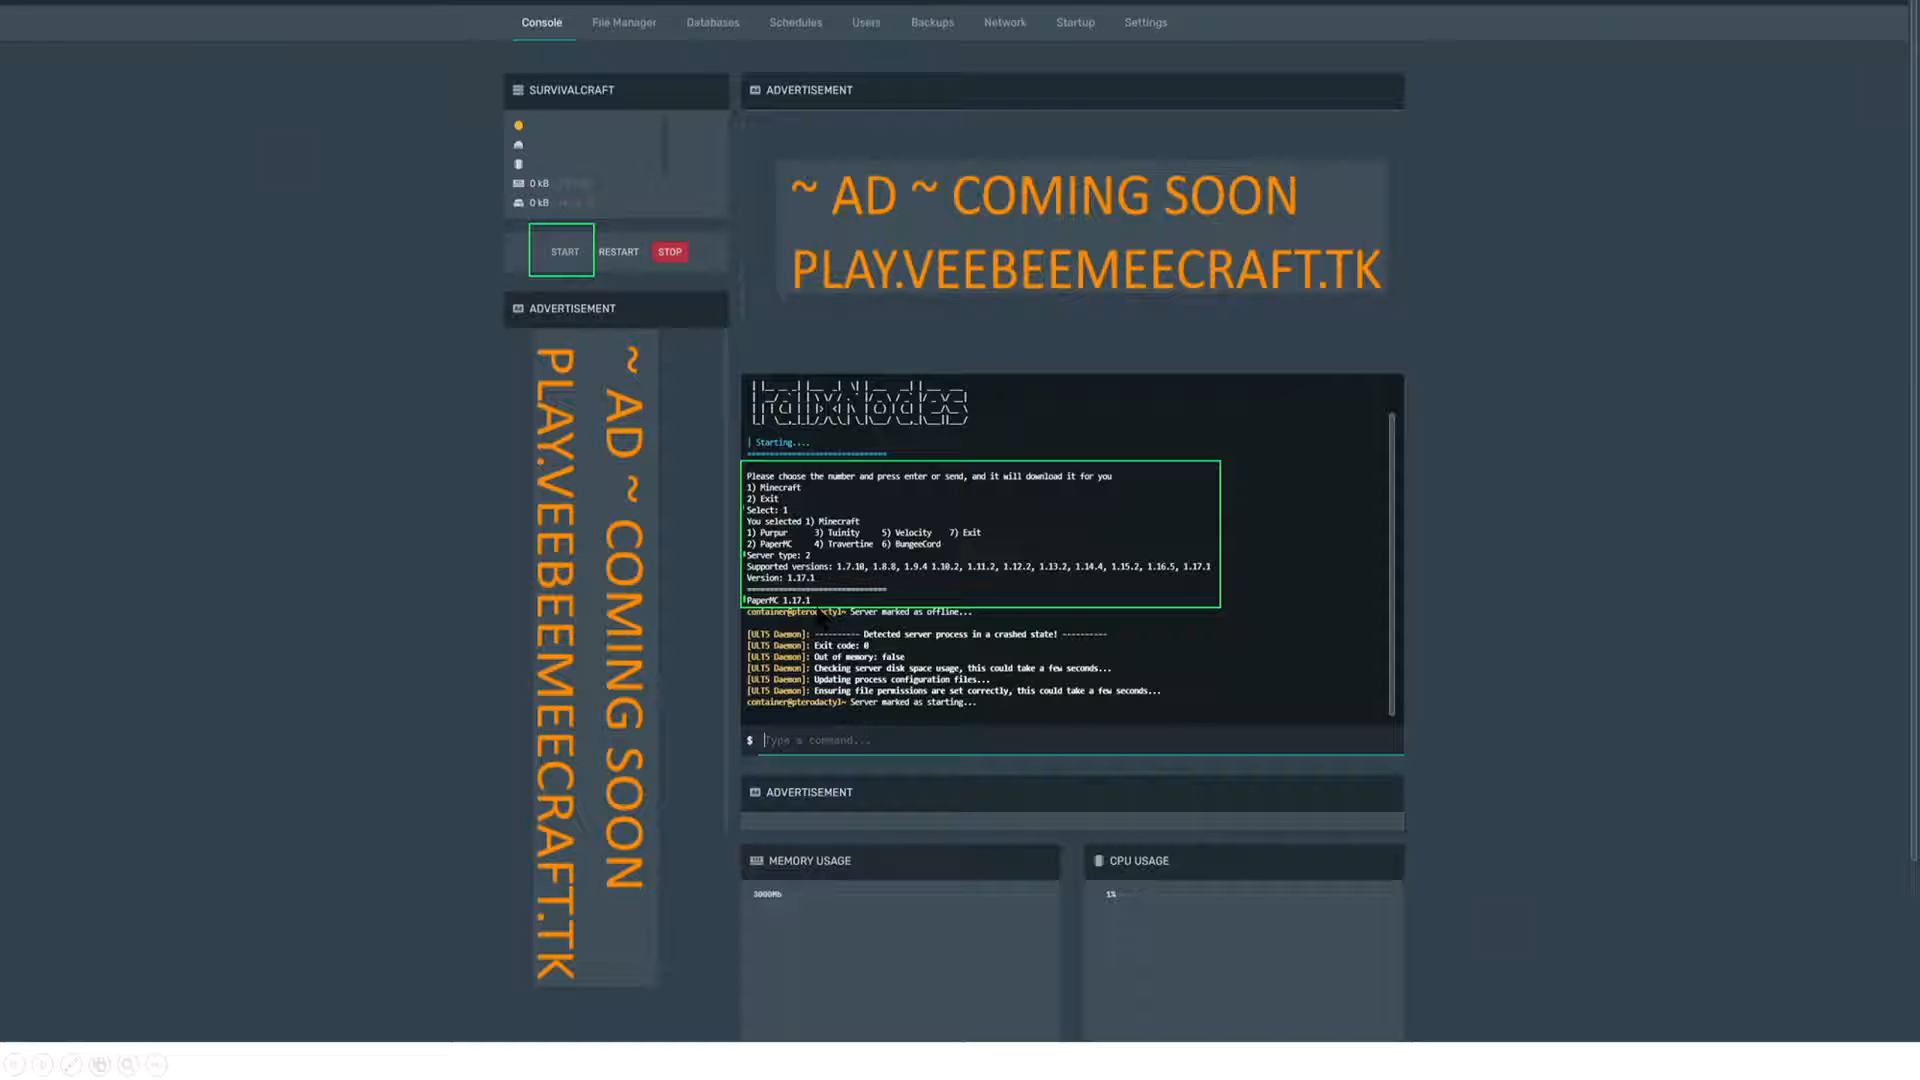 Console File Manager Databases Schedules Users Backups Network Startup Settings
SURVIVALCRAFT
0 kB
0 kB
START RESTART STOP
ADVERTISEMENT
~ AD ~ COMING SOON
PLAY.VEEBEEMEECRAFT.TK
ADVERTISEMENT
~ AD ~ COMING SOON
PLAY.VEEBEEMEECRAFT.TK
| Starting....
==============================
Please choose the number and press enter or send, and it will download it for you
1) Minecraft
2) Exit
Select: 1
You selected 1) Minecraft
1) Purpur 3) Tuinity 5) Velocity 7) Exit
2) PaperMC 4) Travertine 6) BungeeCord
Server type: 2
Supported versions: 1.7.10, 1.8.8, 1.9.4 1.10.2, 1.11.2, 1.12.2, 1.13.2, 1.14.4, 1.15.2, 1.16.5, 1.17.1
Version: 1.17.1
==============================
PaperMC 1.17.1
Server marked as offline...
[ULT5 Daemon]: ---------- Detected server process in a crashed state! ----------
[ULT5 Daemon]: Exit code: 0
[ULT5 Daemon]: Out of memory: false
[ULT5 Daemon]: Checking server disk space usage, this could take a few seconds...
[ULT5 Daemon]: Updating process configuration files...
[ULT5 Daemon]: Ensuring file permissions are set correctly, this could take a few seconds...
container@pterodactyl~ Server marked as starting...
$ Type a command...
ADVERTISEMENT
MEMORY USAGE
3000Mb
CPU USAGE
1%